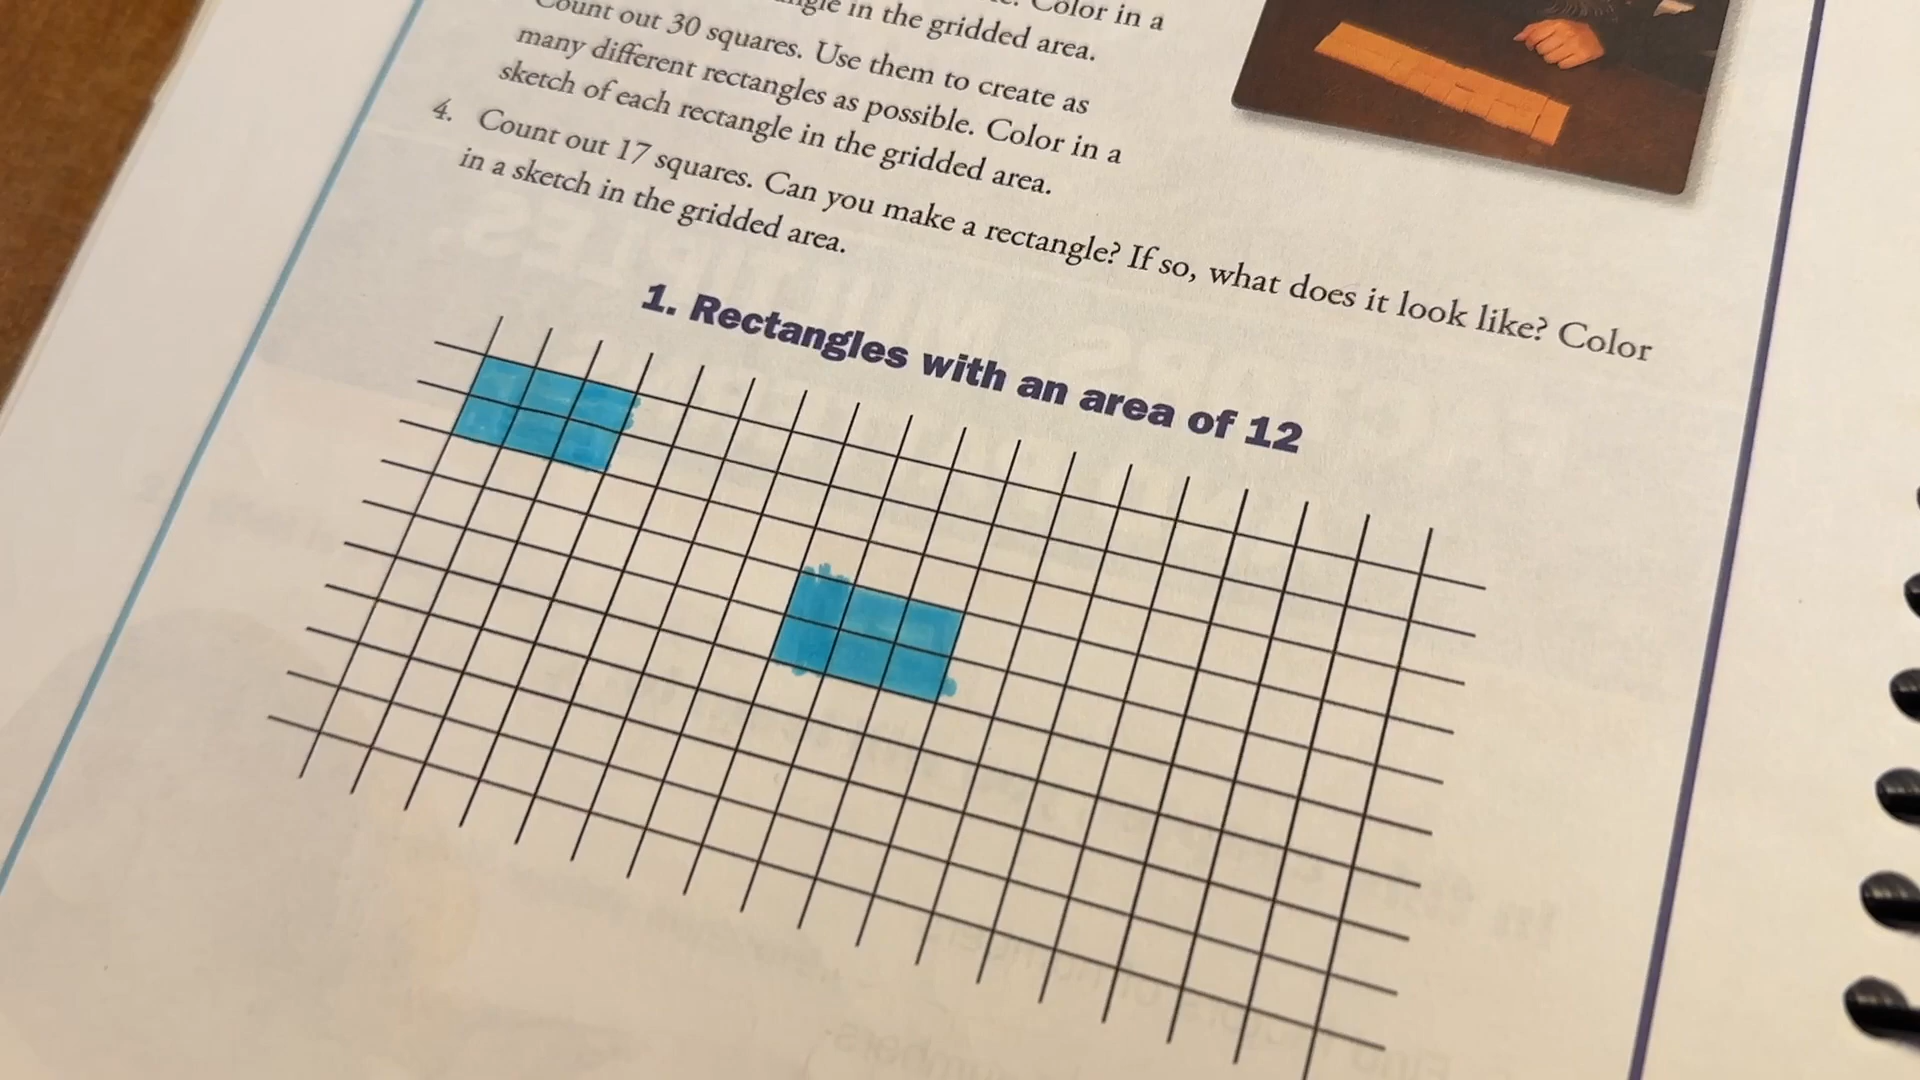 Color in a
angle in the gridded area.
Count out 30 squares. Use them to create as
many different rectangles as possible. Color in a
sketch of each rectangle in the gridded area.
4. Count out 17 squares. Can you make a rectangle? If so, what does it look like? Color
in a sketch in the gridded area.
1. Rectangles with an area of 12